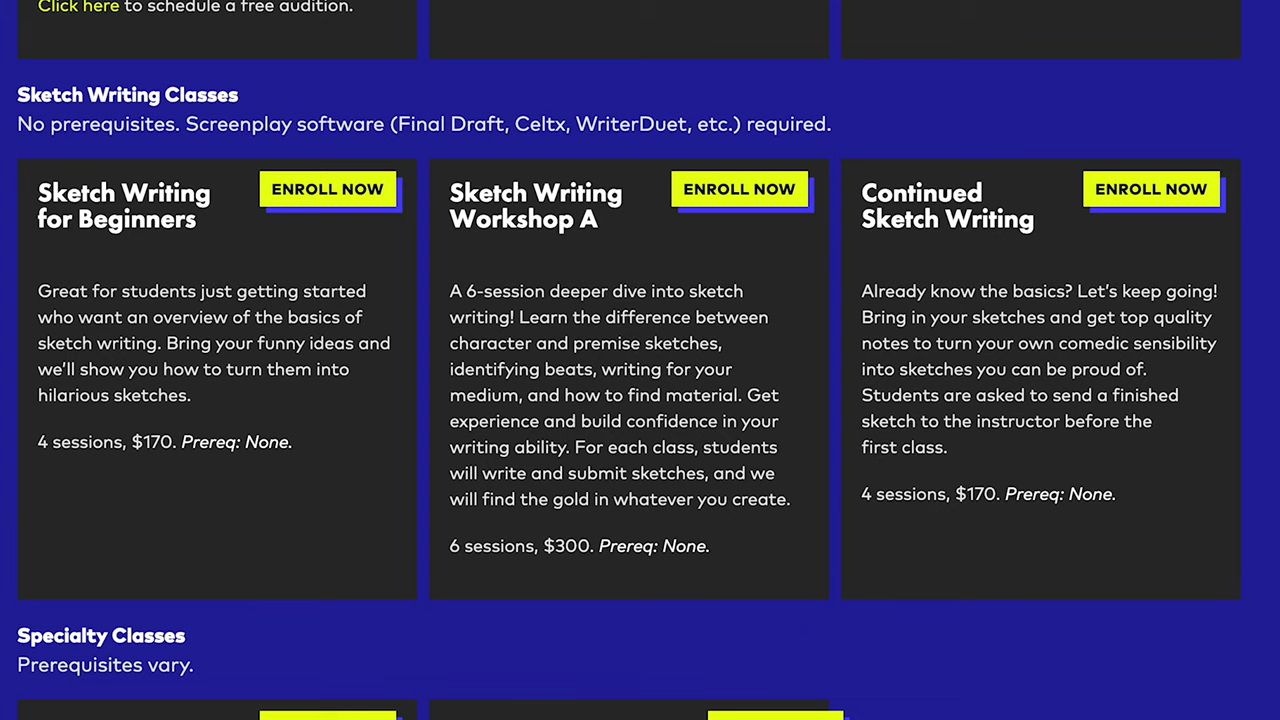 Click here to schedule a free audition.
Sketch Writing Classes
No prerequisites. Screenplay software (Final Draft, Celtx, WriterDuet, etc.) required.
Sketch Writing
for Beginners
ENROLL NOW
Great for students just getting started
who want an overview of the basics of
sketch writing. Bring your funny ideas and
we'll show you how to turn them into
hilarious sketches.
4 sessions, $170. Prereq: None.
Sketch Writing
Workshop A
ENROLL NOW
A 6-session deeper dive into sketch
writing! Learn the difference between
character and premise sketches,
identifying beats, writing for your
medium, and how to find material. Get
experience and build confidence in your
writing ability. For each class, students
will write and submit sketches, and we
will find the gold in whatever you create.
6 sessions, $300. Prereq: None.
Continued
Sketch Writing
ENROLL NOW
Already know the basics? Let's keep going!
Bring in your sketches and get top quality
notes to turn your own comedic sensibility
into sketches you can be proud of.
Students are asked to send a finished
sketch to the instructor before the
first class.
4 sessions, $170. Prereq: None.
Specialty Classes
Prerequisites vary.